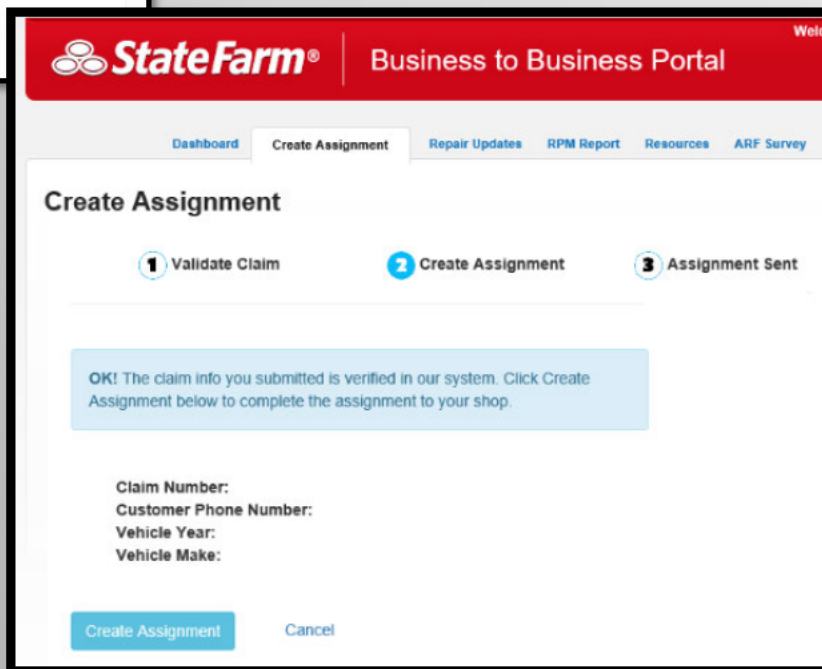 Welc
StateFarm® Business to Business Portal
Dashboard Create Assignment Repair Updates RPM Report Resources ARF Survey
Create Assignment
1 Validate Claim 2 Create Assignment 3 Assignment Sent
OK! The claim info you submitted is verified in our system. Click Create
Assignment below to complete the assignment to your shop.
Claim Number:
Customer Phone Number:
Vehicle Year:
Vehicle Make:
Create Assignment Cancel